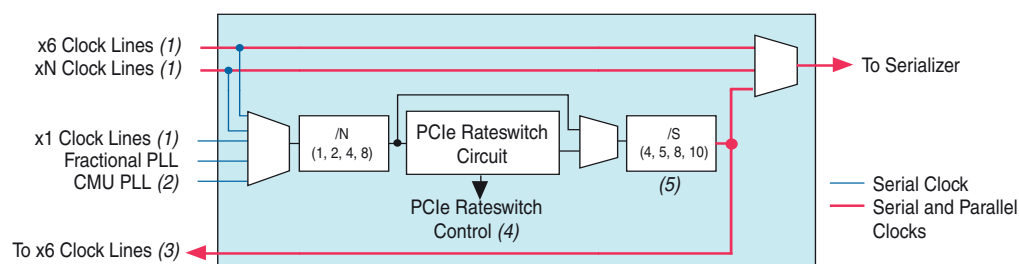 x6 Clock Lines (1)
xN Clock Lines (1)
To Serializer
x1 Clock Lines (1)
Fractional PLL
CMU PLL (2)
/N
(1, 2, 4, 8)
PCIe Rateswitch
Circuit
/S
(4, 5, 8, 10)
(5)
PCIe Rateswitch
Control (4)
Serial Clock
Serial and Parallel
Clocks
To x6 Clock Lines (3)